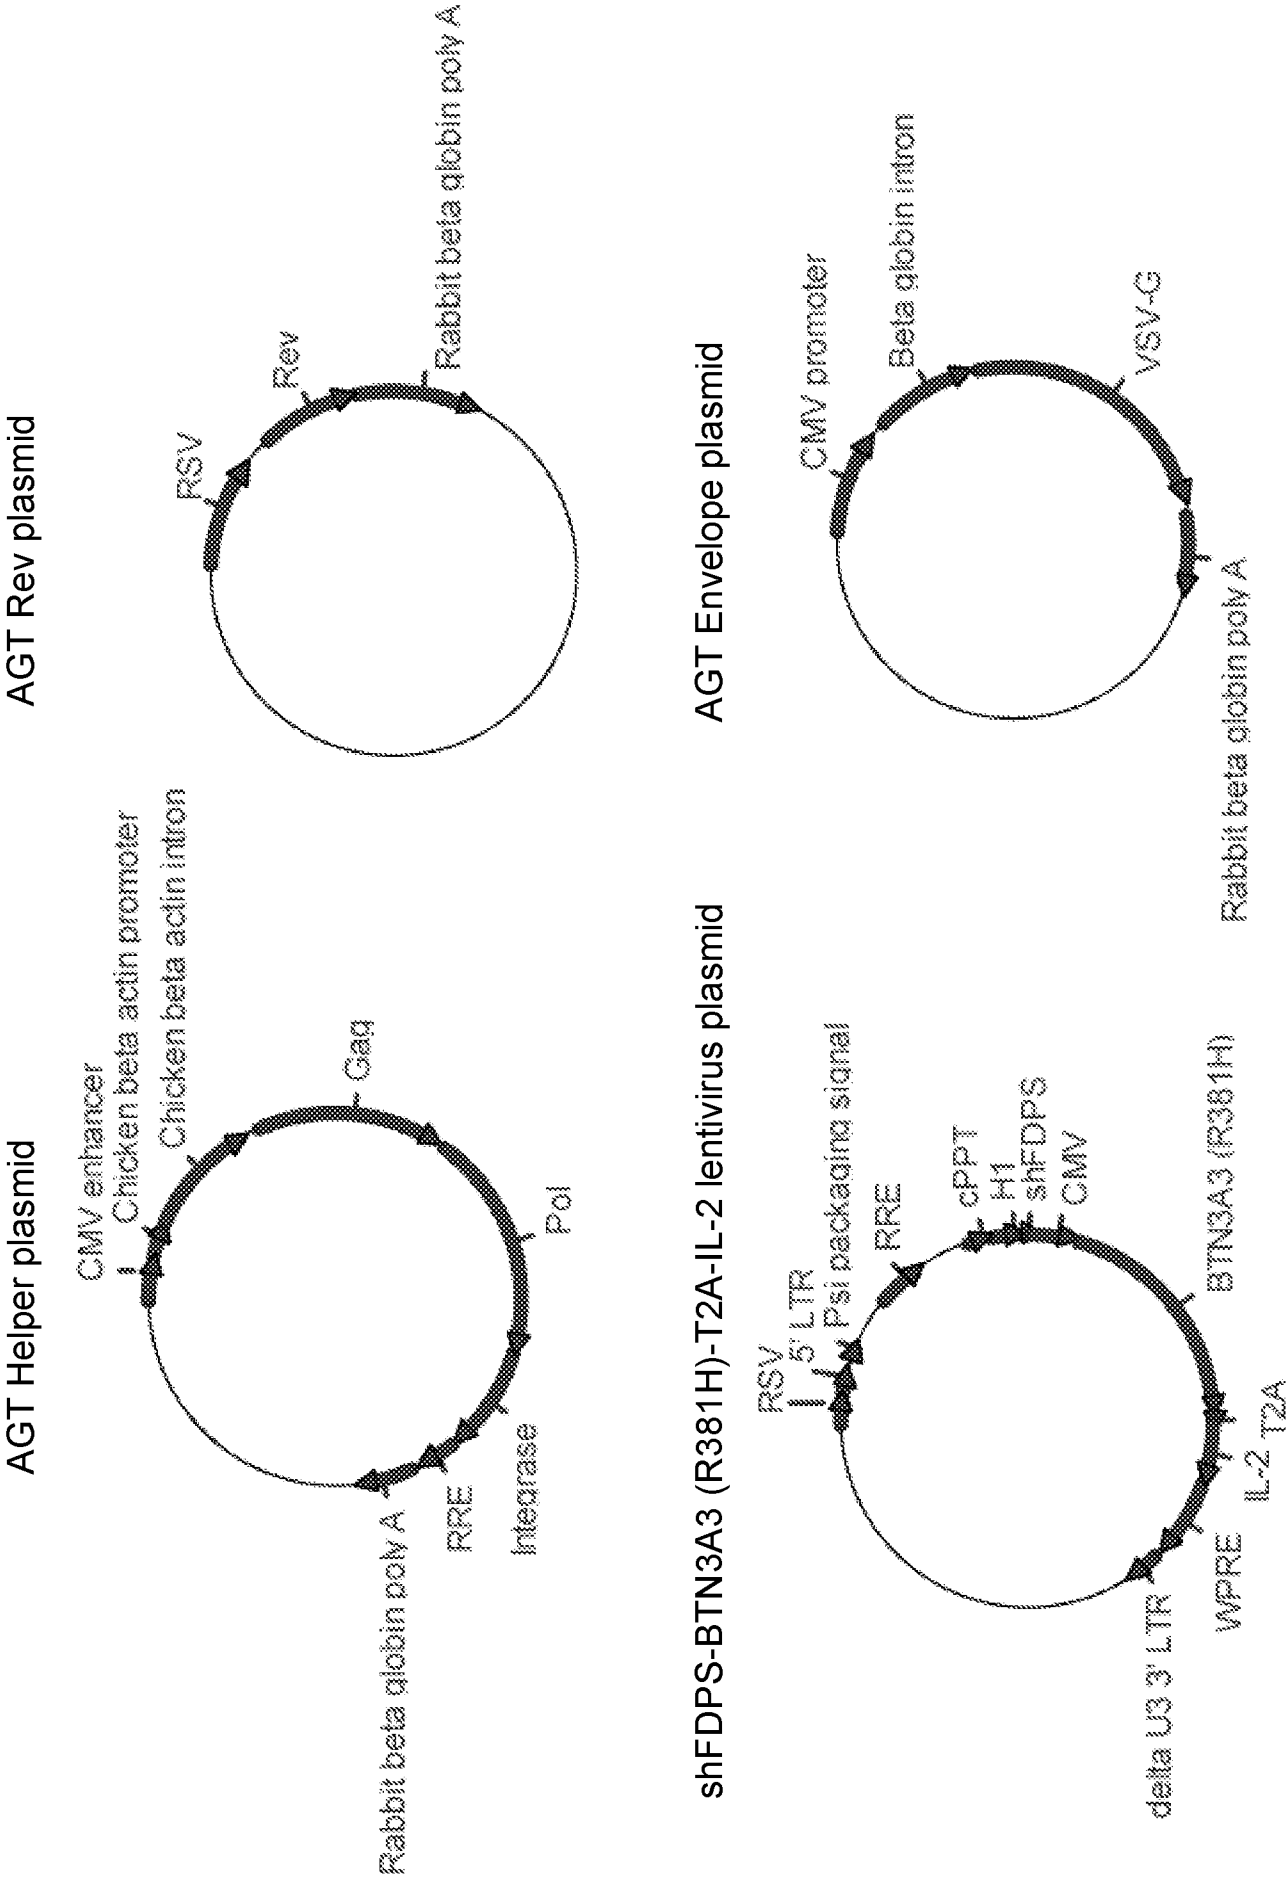 AGT Helper plasmid
CMV enhancer
Chicken beta actin promoter
Chicken beta actin intron
Gag
Pol
Integrase
RRE
Rabbit beta globin poly A
AGT Rev plasmid
RSV
Rev
Rabbit beta globin poly A
shFDPS-BTN3A3 (R381H)-T2A-IL-2 lentivirus plasmid
RSV
5' LTR
Psi packaging signal
RRE
cPPT
H1
shFDPS
CMV
BTN3A3 (R381H)
T2A
IL-2
WPRE
delta U3 3' LTR
AGT Envelope plasmid
CMV promoter
Beta globin intron
VSV-G
Rabbit beta globin poly A